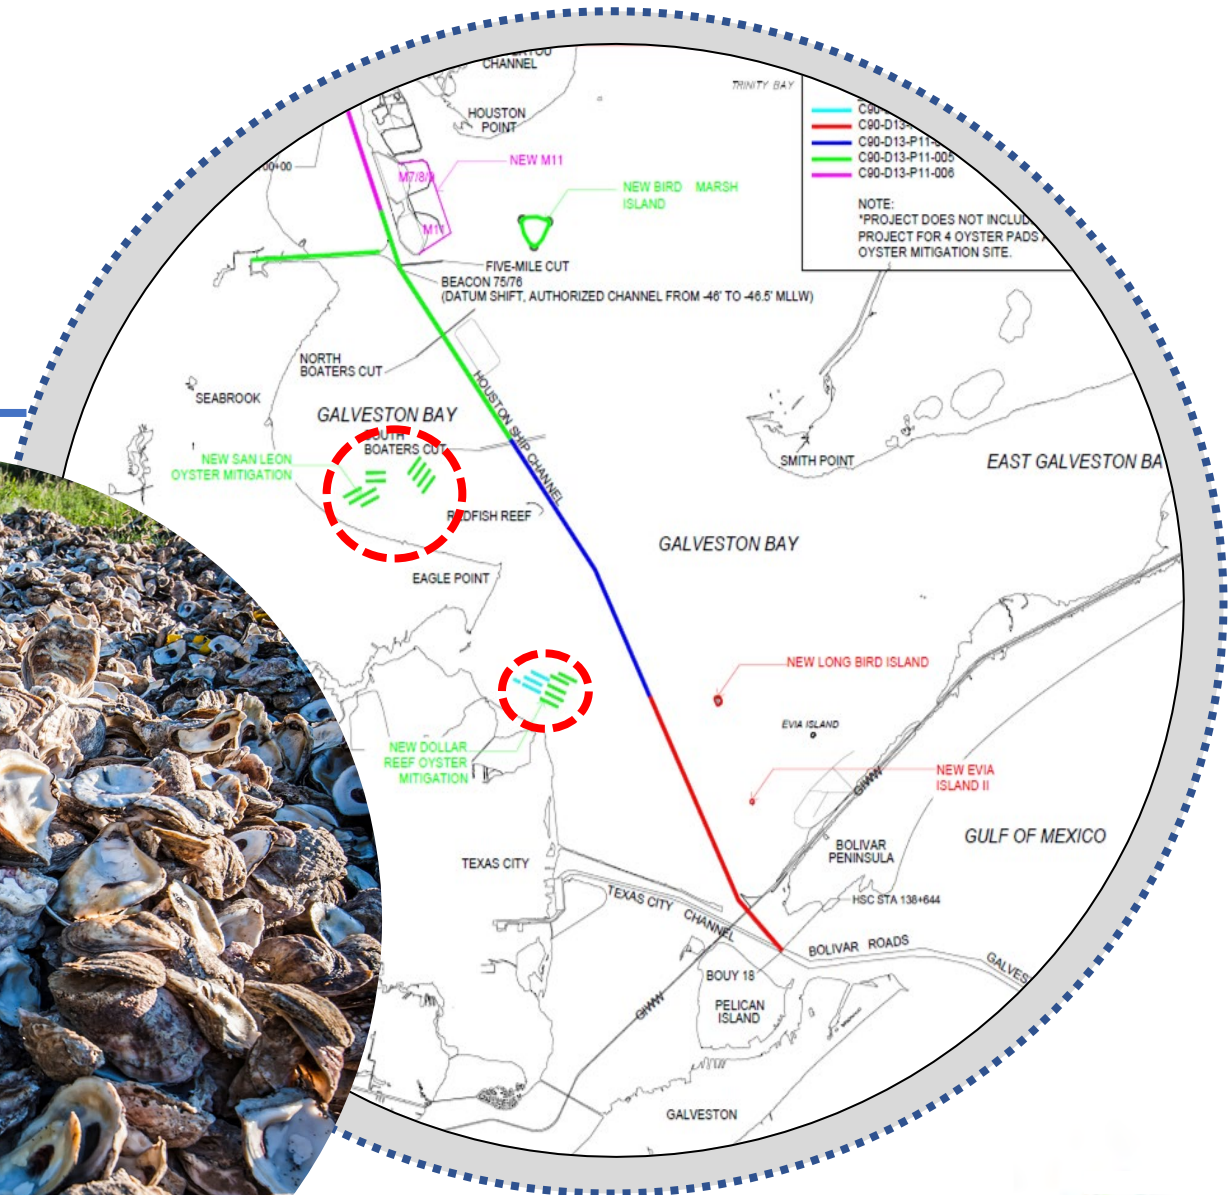 CHANNEL
TRINITY BAY
HOUSTON
POINT
C90-D13-P11-005
C90-D13-P11-006
NOTE:
*PROJECT DOES NOT
PROJECT FOR 4 OYSTER PADS
OYSTER MITIGATION SITE.
NEW M11
M7/8/9
M11
NEW BIRD MARSH
ISLAND
FIVE-MILE CUT
BEACON 75/76
(DATUM SHIFT, AUTHORIZED CHANNEL FROM -46' TO -46.5' MLLW)
NORTH
BOATERS CUT
SEABROOK
GALVESTON BAY
HOUSTON SHIP CHANNEL
SOUTH
BOATERS CUT
NEW SAN LEON
OYSTER MITIGATION
SMITH POINT
EAST GALVESTON
REDFISH REEF
GALVESTON BAY
EAGLE POINT
NEW LONG BIRD ISLAND
EVIA ISLAND
NEW DOLLAR
REEF OYSTER
MITIGATION
NEW EVIA
ISLAND II
GIWW
GULF OF MEXICO
BOLIVAR
PENINSULA
TEXAS CITY
HSC STA 138+644
TEXAS CITY CHANNEL
BOLIVAR ROADS
BOUY 18
PELICAN
ISLAND
GIWW
GALVESTON